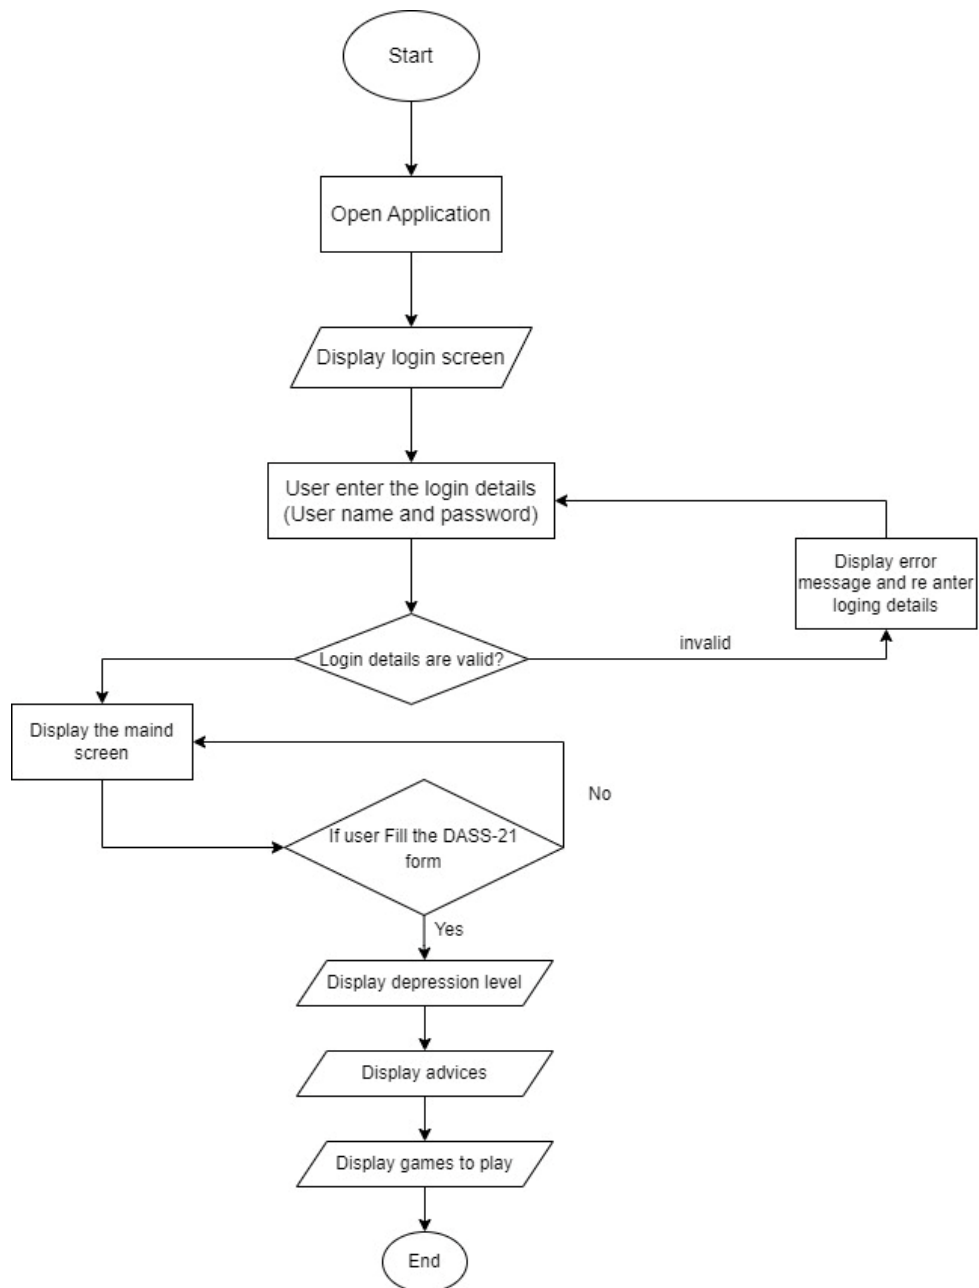 Start
Open Application
Display login screen
User enter the login details
(User name and password)
Display error
message and re anter
loging details
invalid
Login details are valid?
Display the maind
screen
No
If user Fill the DASS-21
form
Yes
Display depression level
Display advices
Display games to play
End